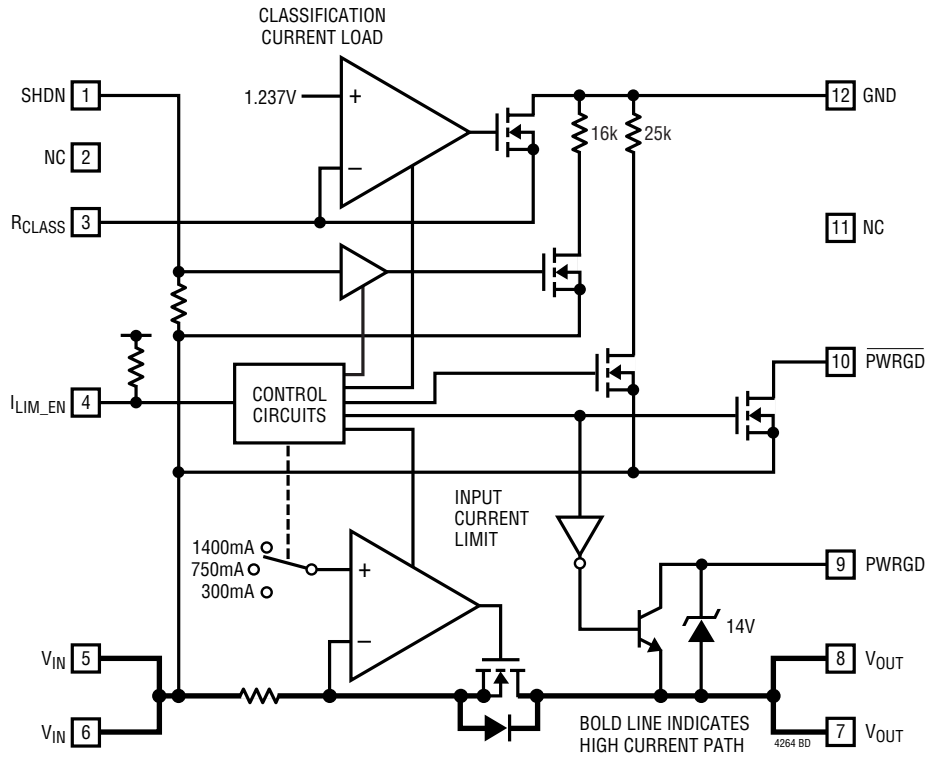 CLASSIFICATION
CURRENT LOAD
SHDN 1
1.237V
+
–
12 GND
16k
25k
NC 2
RCLASS 3
11 NC
10 PWRGD
ILIM_EN 4
CONTROL
CIRCUITS
INPUT
CURRENT
LIMIT
1400mA
750mA
300mA
+
–
9 PWRGD
14V
VIN 5
8 VOUT
VIN 6
BOLD LINE INDICATES
HIGH CURRENT PATH
4264 BD
7 VOUT